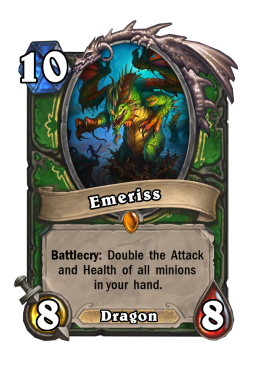 10
Emeriss
Battlecry: Double the Attack
and Health of all minions
in your hand.
8 Dragon 8